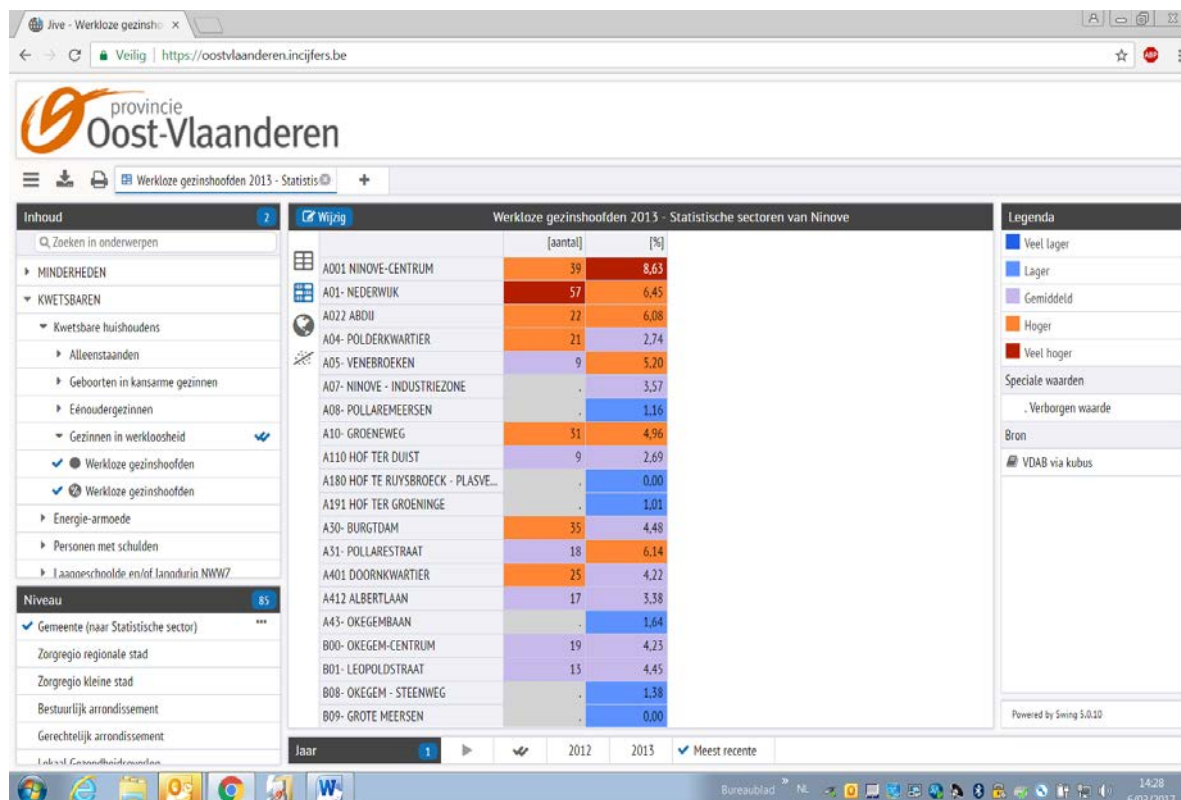 Jive - Werkloze gezinsho
Veilig | https://oostvlaanderen.incijfers.be
ABP
provincie
Oost-Vlaanderen
Werkloze gezinshoofden 2013 - Statistis
Inhoud 2
Zoeken in onderwerpen
MINDERHEDEN
KWETSBAREN
Kwetsbare huishoudens
Alleenstaanden
Geboorten in kansarme gezinnen
Eénoudergezinnen
Gezinnen in werkloosheid
Werkloze gezinshoofden
Werkloze gezinshoofden
Energie-armoede
Personen met schulden
Laaggeschoolde en/of langdurig NWWZ
Niveau 85
Gemeente (naar Statistische sector) ...
Zorgregio regionale stad
Zorgregio kleine stad
Bestuurlijk arrondissement
Gerechtelijk arrondissement
Wijzig
Werkloze gezinshoofden 2013 - Statistische sectoren van Ninove
[aantal] [%]
A001 NINOVE-CENTRUM 39 8,63
A01- NEDERWIJK 57 6,45
A022 ABDIJ 22 6,08
A04- POLDERKWARTIER 21 2,74
A05- VENEBROEKEN 9 5,20
A07- NINOVE - INDUSTRIEZONE . 3,57
A08- POLLAREMEERSEN . 1,16
A10- GROENEWEG 31 4,96
A110 HOF TER DUIST 9 2,69
A180 HOF TE RUYSBROECK - PLASVE... . 0,00
A191 HOF TER GROENINGE . 1,01
A30- BURGTDAM 35 4,48
A31- POLLARESTRAAT 18 6,14
A401 DOORNKWARTIER 25 4,22
A412 ALBERTLAAN 17 3,38
A43- OKEGEMBAAN . 1,64
B00- OKEGEM-CENTRUM 19 4,23
B01- LEOPOLDSTRAAT 13 4,45
B08- OKEGEM - STEENWEG . 1,38
B09- GROTE MEERSEN . 0,00
Jaar 1 2012 2013 Meest recente
Legenda
Veel lager
Lager
Gemiddeld
Hoger
Veel hoger
Speciale waarden
. Verborgen waarde
Bron
VDAB via kubus
Powered by Swing 5.0.10
Bureaublad » NL
14:28
6/03/2017